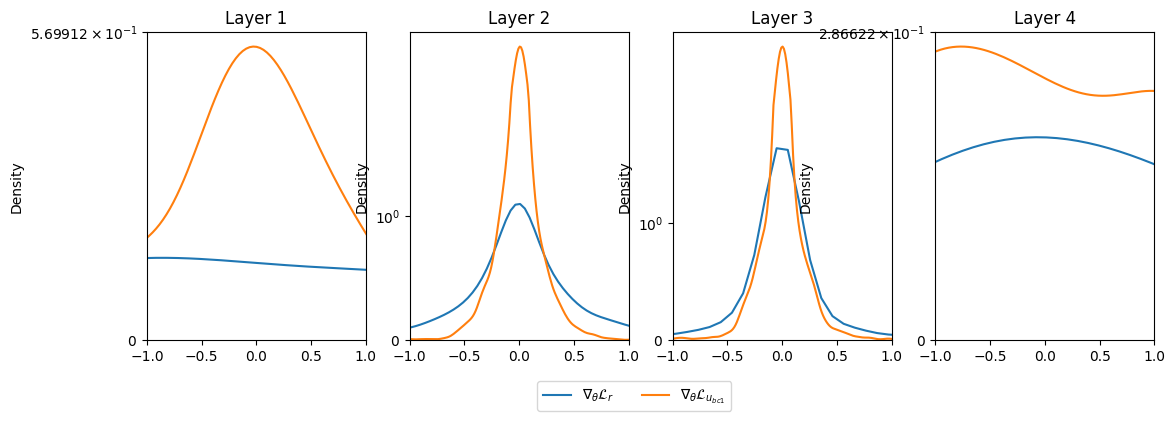 Layer 1 Layer 2 Layer 3 Layer 4
5.69912 × 10⁻¹ 2.86622 × 10⁻¹
Density Density Density Density
10⁰ 10⁰
0 0 0 0
−1.0 −0.5 0.0 0.5 1.0 −1.0 −0.5 0.0 0.5 1.0 −1.0 −0.5 0.0 0.5 1.0 −1.0 −0.5 0.0 0.5 1.0
∇θℒr ∇θℒu_bc1